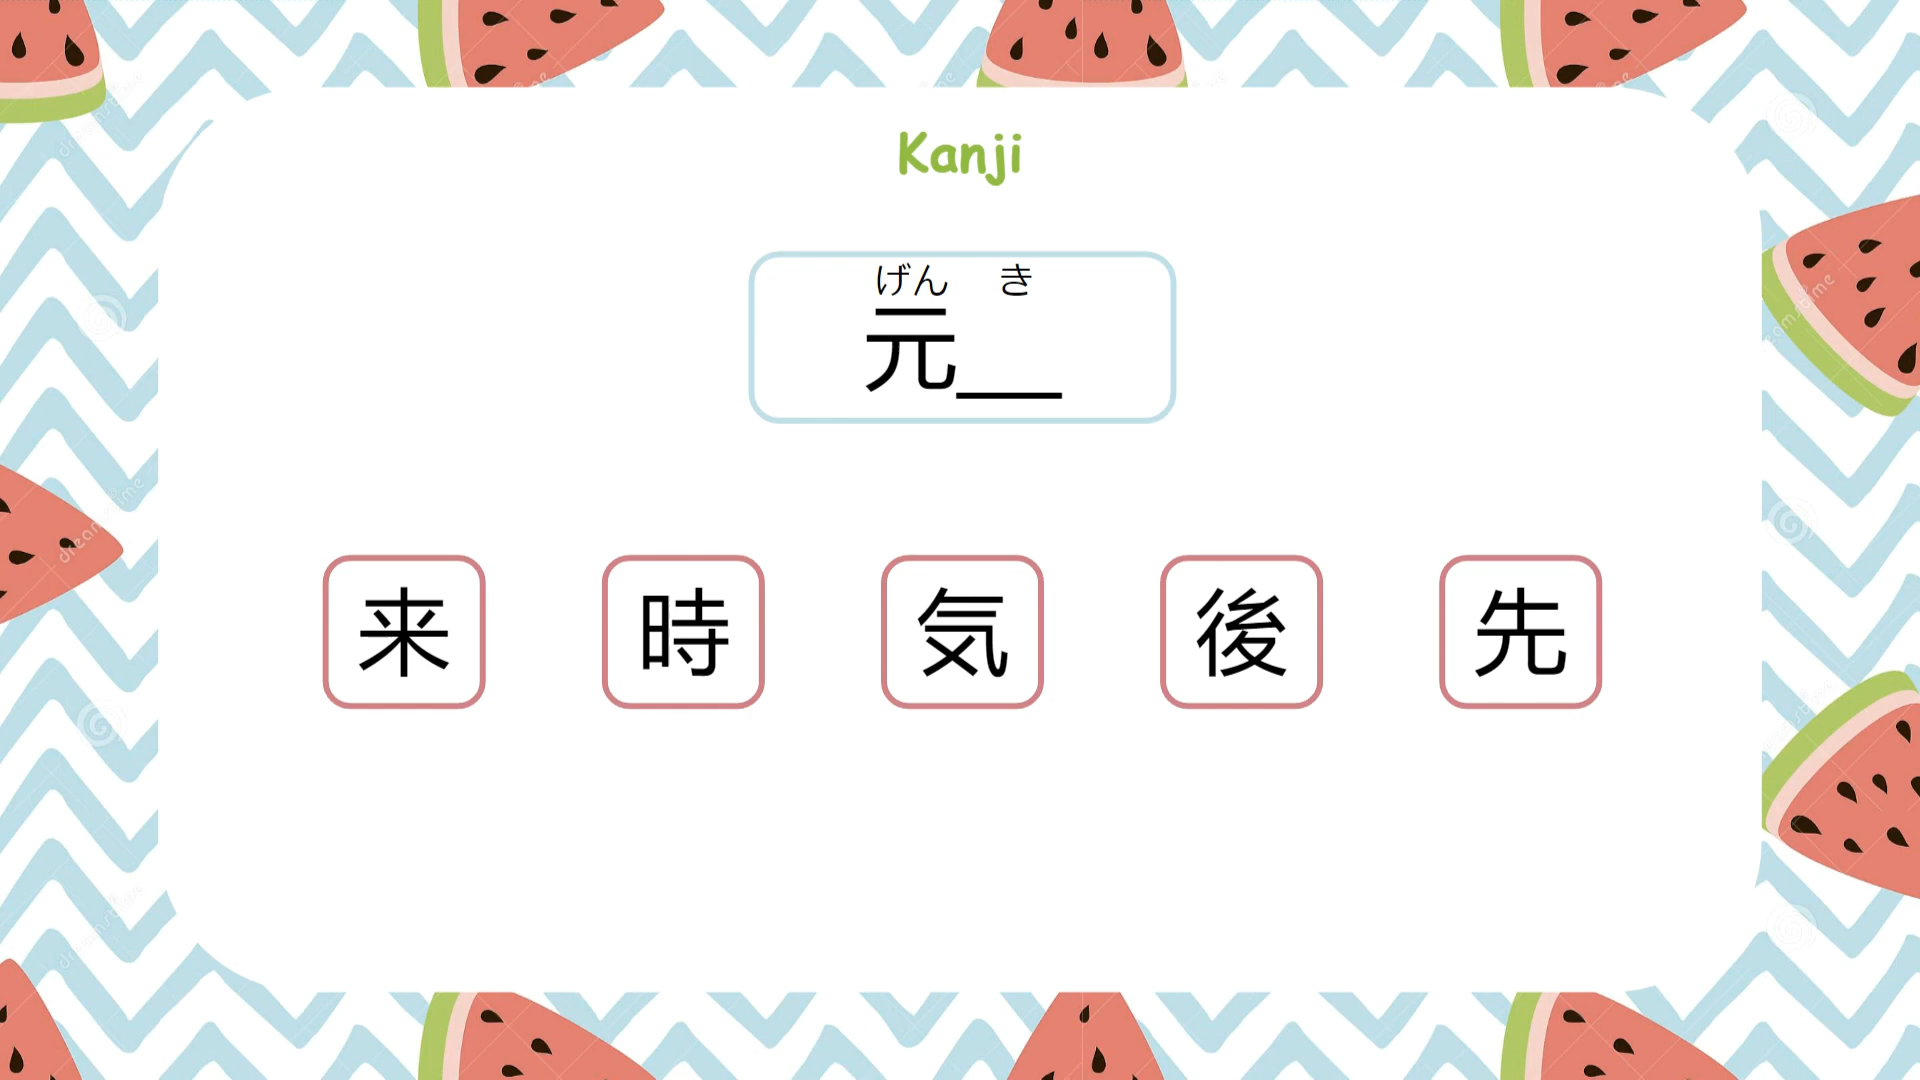 Kanji
げん き
元__
来 時 気 後 先